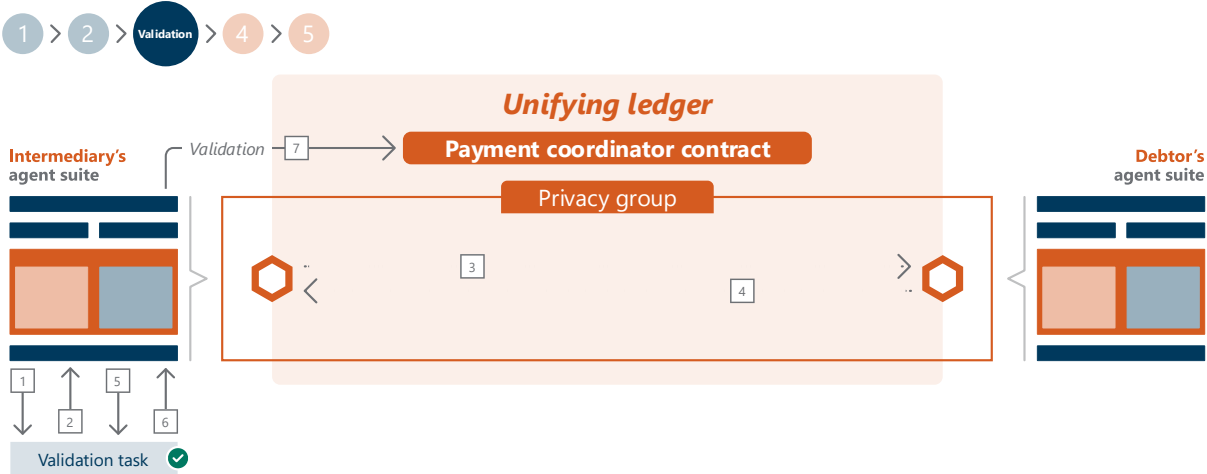 1
2
Validation
4
5
Unifying ledger
Validation
7
Payment coordinator contract
Intermediary's
agent suite
Debtor's
agent suite
Privacy group
3
4
1
5
2
6
Validation task